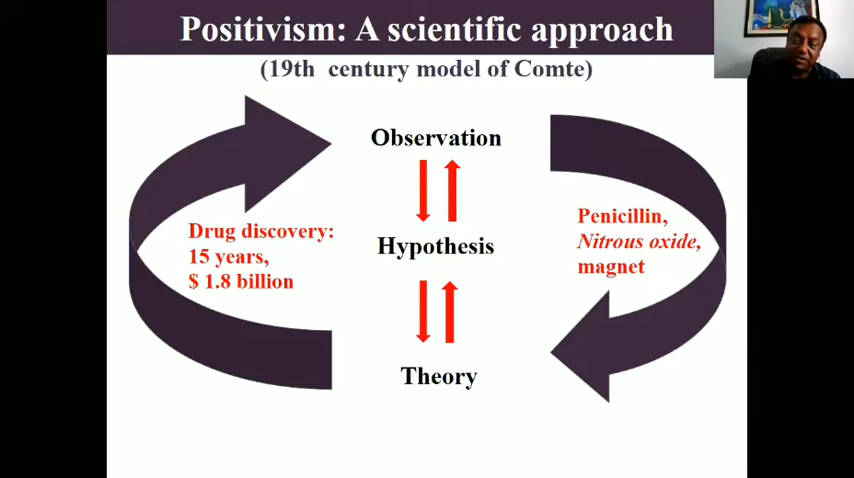 Positivism: A scientific approach
(19th century model of Comte)
Observation
Drug discovery:
15 years,
$ 1.8 billion
Hypothesis
Penicillin,
Nitrous oxide,
magnet
Theory